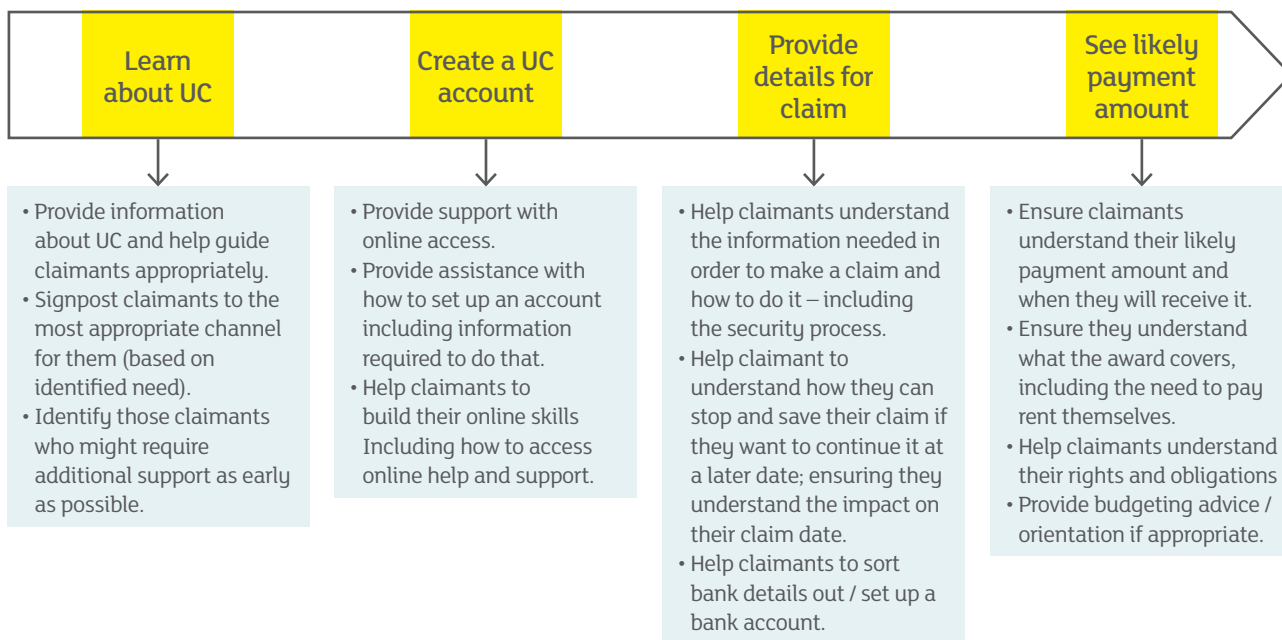 Learn
about UC
Create a UC
account
Provide
details for
claim
See likely
payment
amount
• Provide information
about UC and help guide
claimants appropriately.
• Signpost claimants to the
most appropriate channel
for them (based on
identified need).
• Identify those claimants
who might require
additional support as early
as possible.
• Provide support with
online access.
• Provide assistance with
how to set up an account
including information
required to do that.
• Help claimants to
build their online skills
Including how to access
online help and support.
• Help claimants understand
the information needed in
order to make a claim and
how to do it – including
the security process.
• Help claimant to
understand how they can
stop and save their claim if
they want to continue it at
a later date; ensuring they
understand the impact on
their claim date.
• Help claimants to sort
bank details out / set up a
bank account.
• Ensure claimants
understand their likely
payment amount and
when they will receive it.
• Ensure they understand
what the award covers,
including the need to pay
rent themselves.
• Help claimants understand
their rights and obligations
• Provide budgeting advice /
orientation if appropriate.